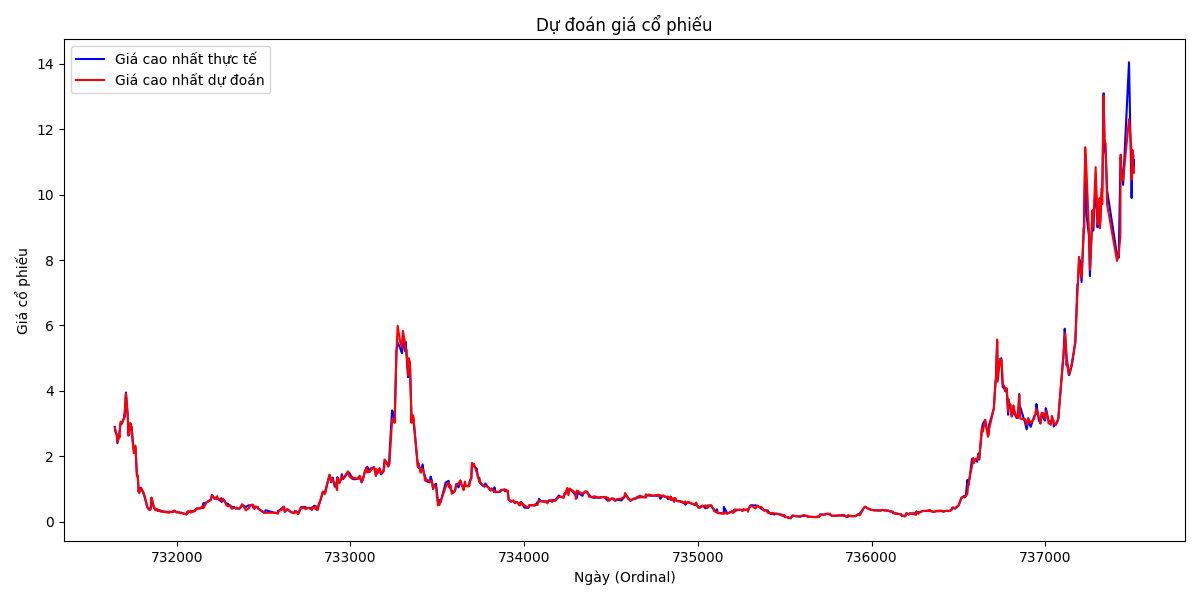 Dự đoán giá cổ phiếu
Giá cao nhất thực tế
Giá cao nhất dự đoán
14
12
10
8
6
4
2
0
Giá cổ phiếu
732000 733000 734000 735000 736000 737000
Ngày (Ordinal)